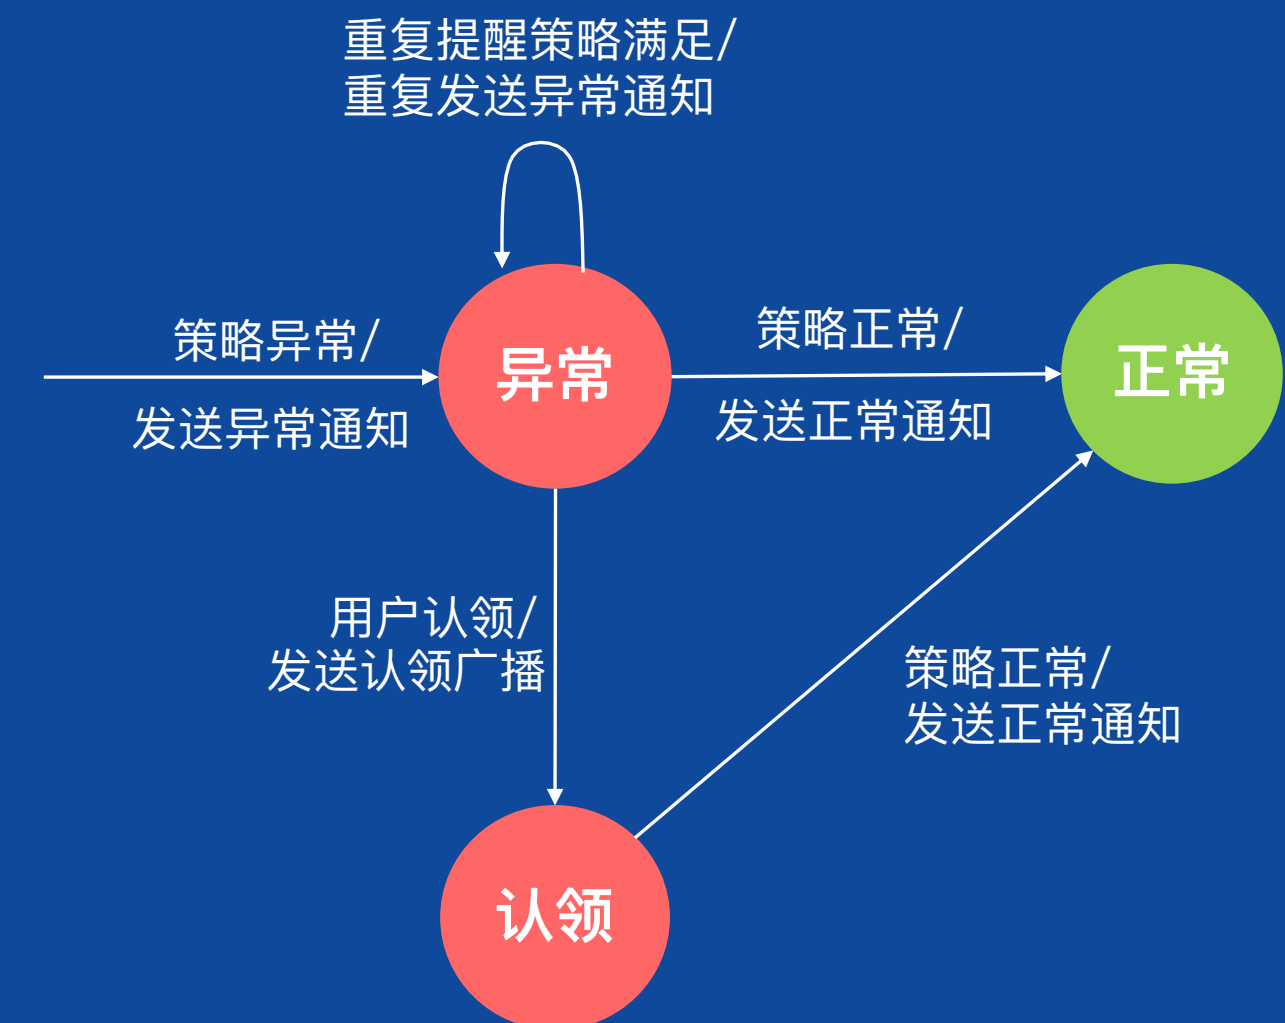 重复提醒策略满足/
重复发送异常通知
策略异常/
发送异常通知
异常
策略正常/
发送正常通知
正常
用户认领/
发送认领广播
策略正常/
发送正常通知
认领